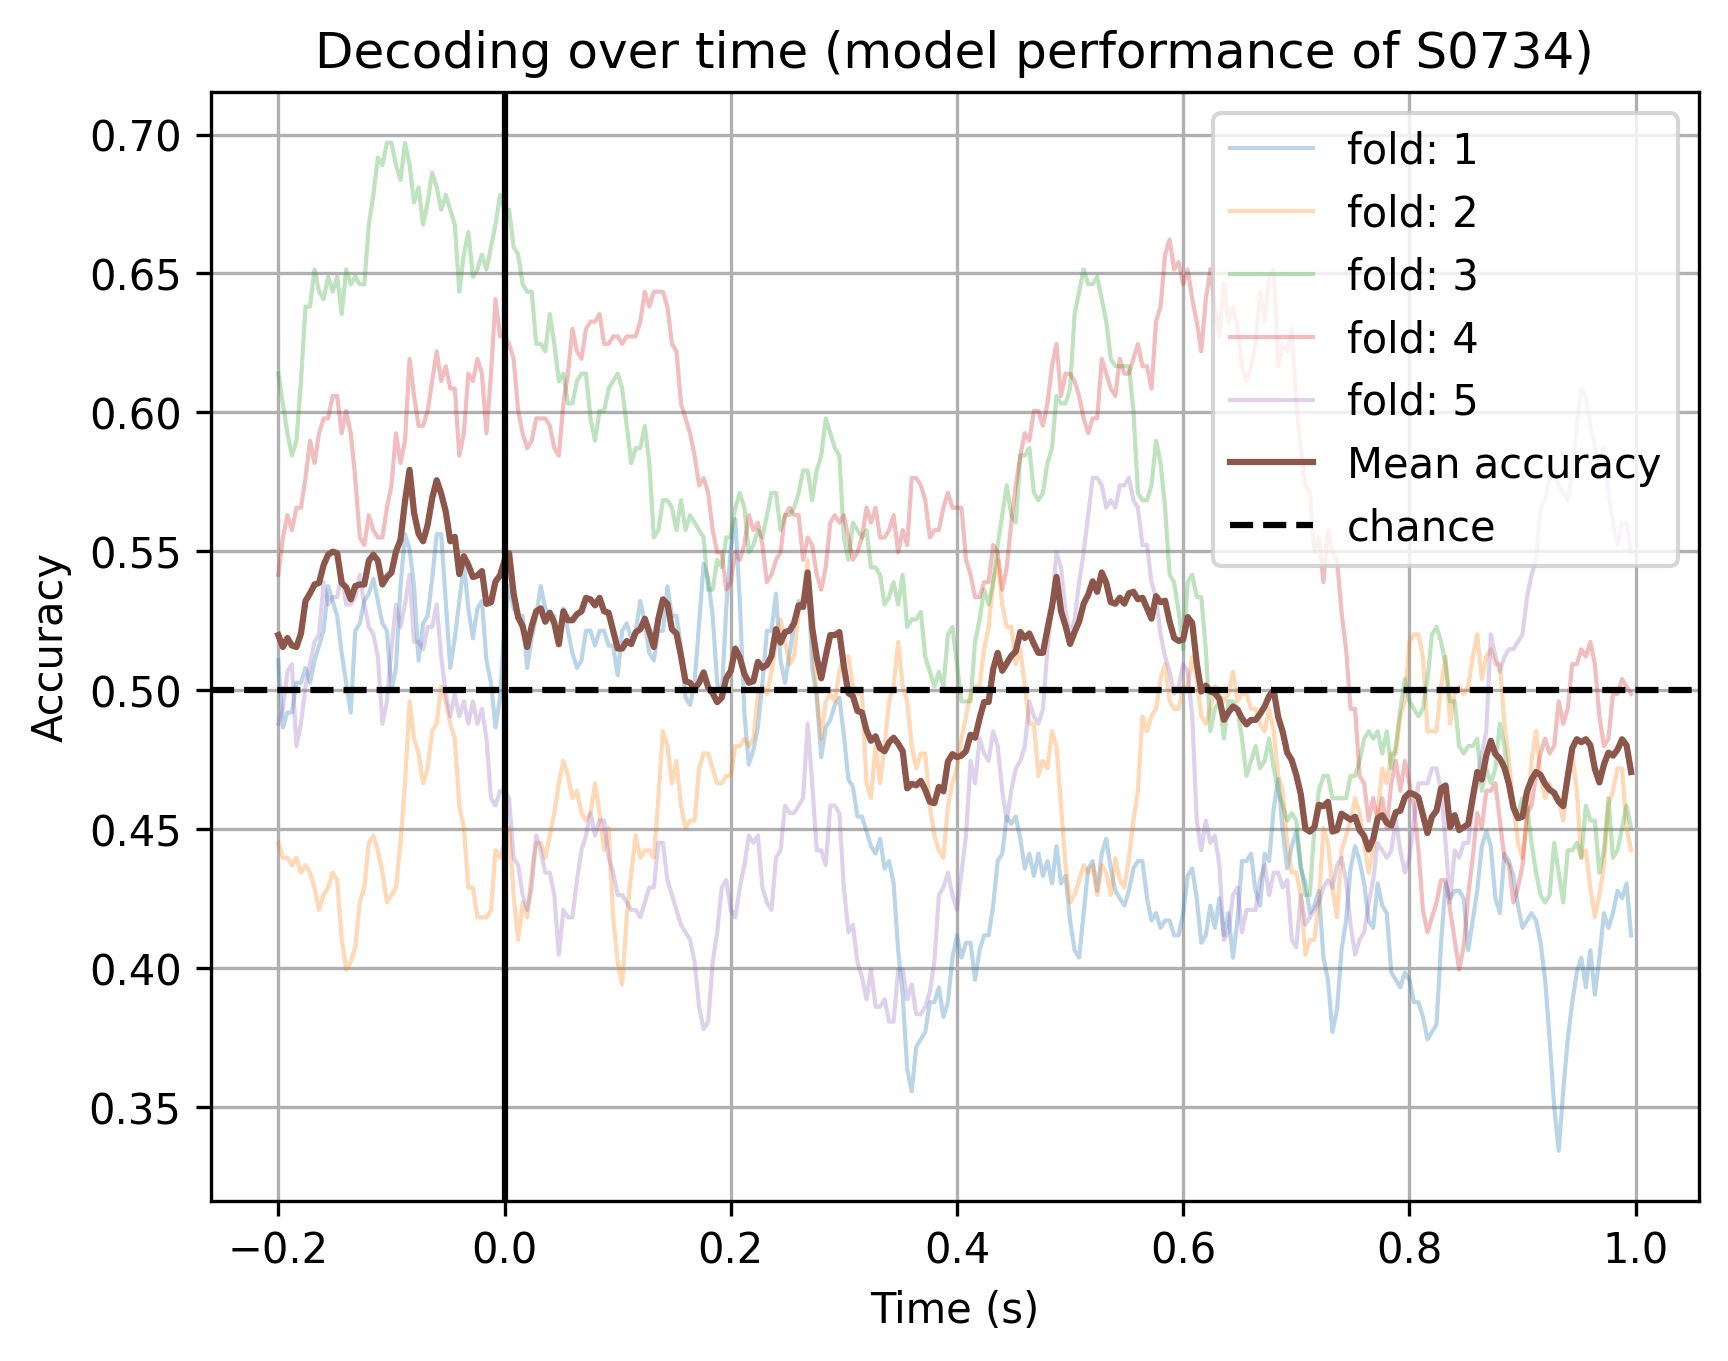 Decoding over time (model performance of S0734)
Accuracy
0.70
0.65
0.60
0.55
0.50
0.45
0.40
0.35
fold: 1
fold: 2
fold: 3
fold: 4
fold: 5
Mean accuracy
chance
−0.2 0.0 0.2 0.4 0.6 0.8 1.0
Time (s)